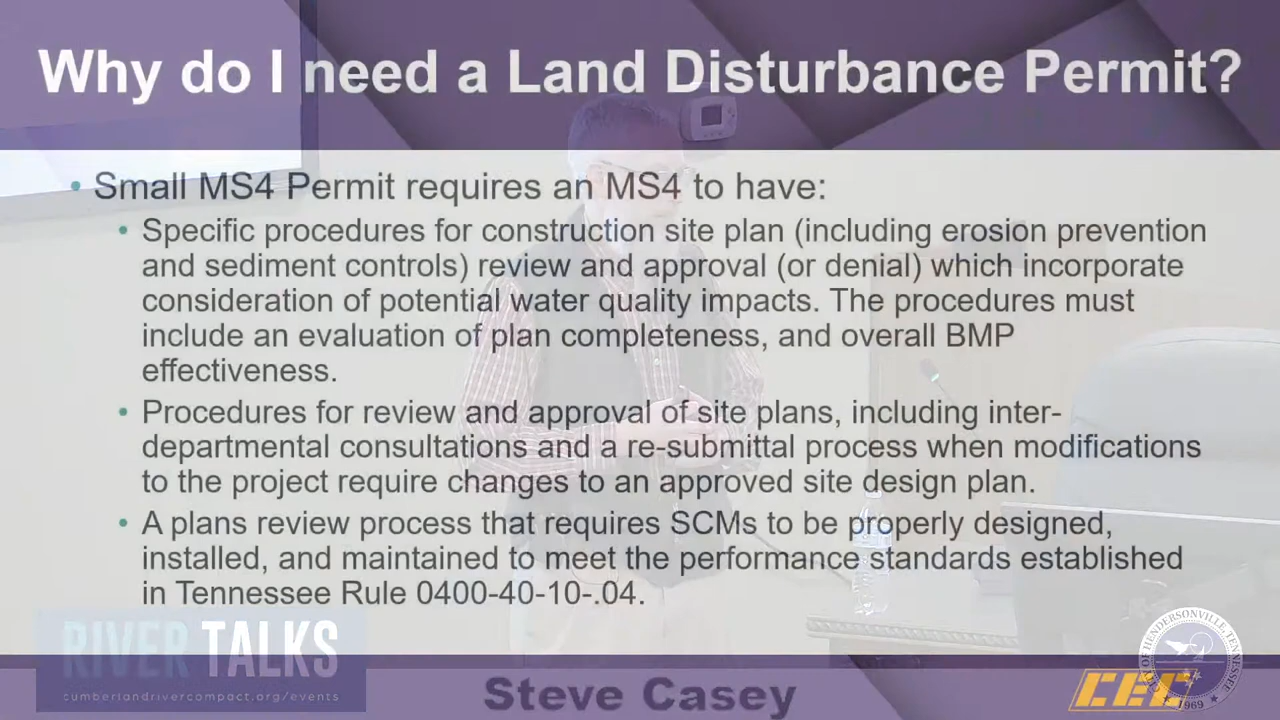 Why do I need a Land Disturbance Permit?
• Small MS4 Permit requires an MS4 to have:
• Specific procedures for construction site plan (including erosion prevention
and sediment controls) review and approval (or denial) which incorporate
consideration of potential water quality impacts. The procedures must
include an evaluation of plan completeness, and overall BMP
effectiveness.
• Procedures for review and approval of site plans, including inter-
departmental consultations and a re-submittal process when modifications
to the project require changes to an approved site design plan.
• A plans review process that requires SCMs to be properly designed,
installed, and maintained to meet the performance standards established
in Tennessee Rule 0400-40-10-.04.
RIVER TALKS
cumberlandrivercompact.org/events
Steve Casey
CEC
CITY OF HENDERSONVILLE, TENNESSEE
1969